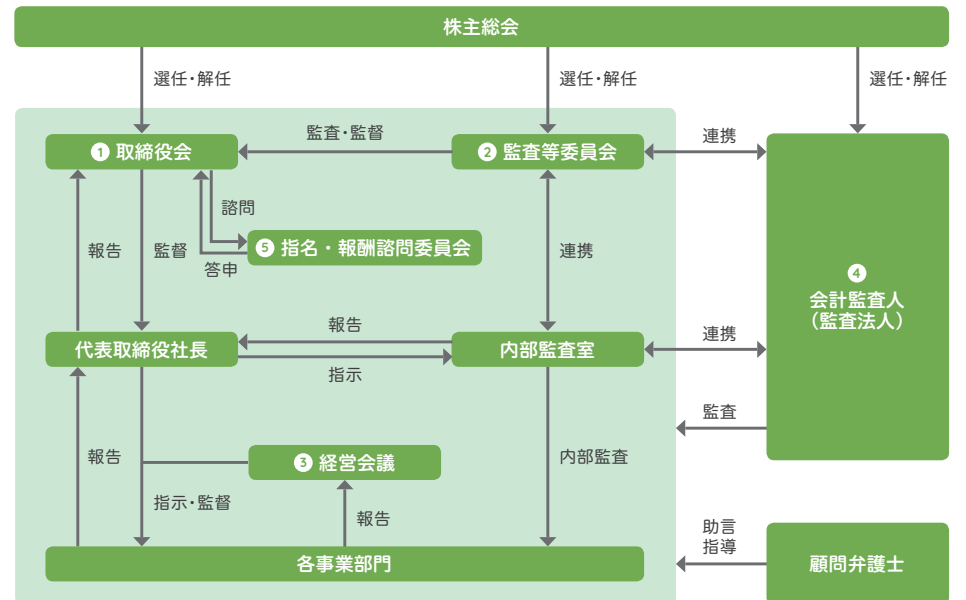 株主総会
選任・解任
選任・解任
選任・解任
1 取締役会
監査・監督
2 監査等委員会
連携
諮問
5 指名・報酬諮問委員会
答申
報告
監督
連携
4
会計監査人
（監査法人）
代表取締役社長
報告
指示
内部監査室
連携
監査
報告
3 経営会議
内部監査
指示・監督
報告
助言
指導
各事業部門
顧問弁護士